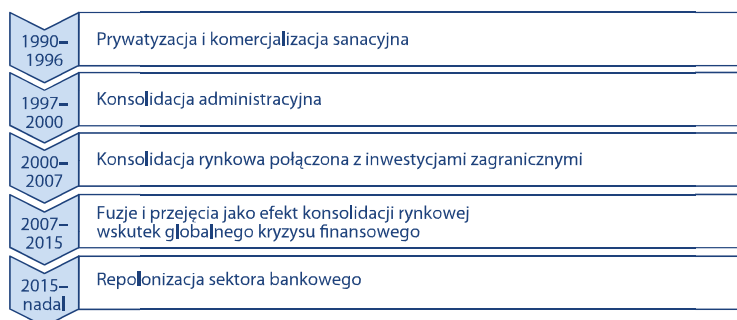 1990–
1996
Prywatyzacja i komercjalizacja sanacyjna
1997–
2000
Konsolidacja administracyjna
2000–
2007
Konsolidacja rynkowa połączona z inwestycjami zagranicznymi
2007–
2015
Fuzje i przejęcia jako efekt konsolidacji rynkowej
wskutek globalnego kryzysu finansowego
2015–
nadal
Repolonizacja sektora bankowego